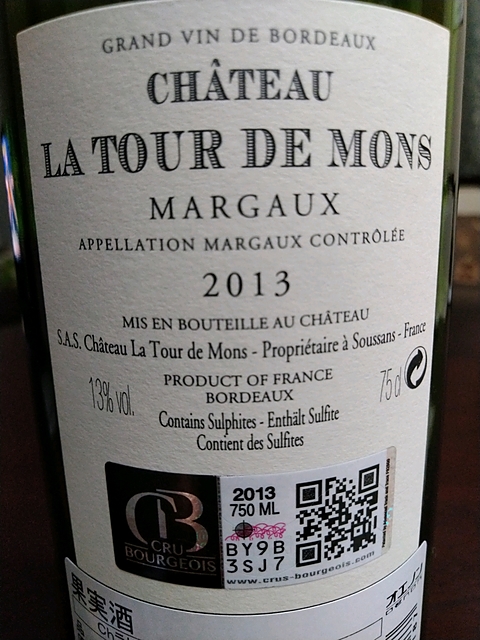 GRAND VIN DE BORDEAUX
CHÂTEAU
LA TOUR DE MONS
MARGAUX
APPELLATION MARGAUX CONTRÔLÉE
2013
MIS EN BOUTEILLE AU CHÂTEAU
S.A.S. Château La Tour de Mons - Propriétaire à Soussans - France
13% vol.
PRODUCT OF FRANCE
BORDEAUX
75 cl
Contains Sulphites - Enthält Sulfite
Contient des Sulfites
CB
CRU
BOURGEOIS
2013
750 ML
BY9B
3SJ7
www.crus-bourgeois.com
果実酒